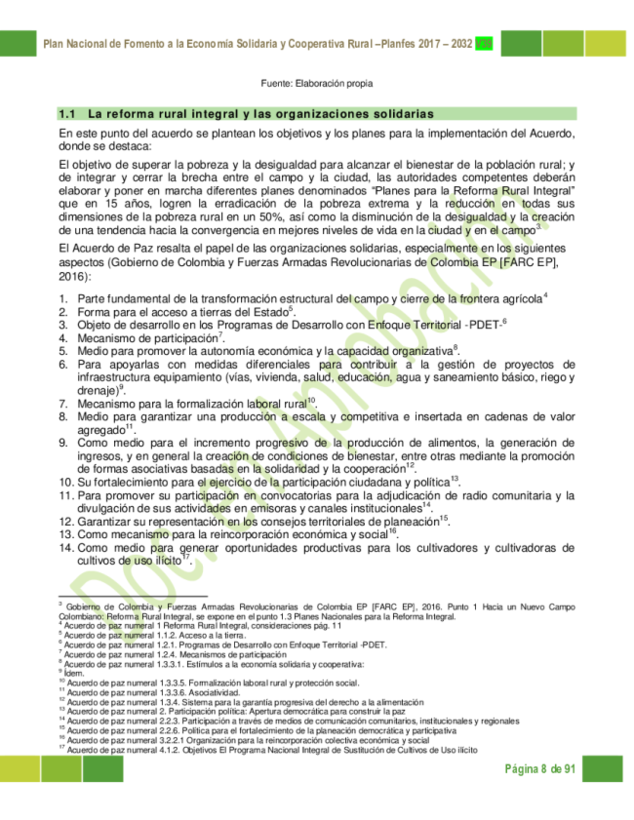 Plan Nacional de Fomento a la Economía Solidaria y Cooperativa Rural –Planfes 2017 – 2032 v39
Fuente: Elaboración propia
1.1 La reforma rural integral y las organizaciones solidarias
En este punto del acuerdo se plantean los objetivos y los planes para la implementación del Acuerdo,
donde se destaca:
El objetivo de superar la pobreza y la desigualdad para alcanzar el bienestar de la población rural; y
de integrar y cerrar la brecha entre el campo y la ciudad, las autoridades competentes deberán
elaborar y poner en marcha diferentes planes denominados “Planes para la Reforma Rural Integral”
que en 15 años, logren la erradicación de la pobreza extrema y la reducción en todas sus
dimensiones de la pobreza rural en un 50%, así como la disminución de la desigualdad y la creación
de una tendencia hacia la convergencia en mejores niveles de vida en la ciudad y en el campo3.
El Acuerdo de Paz resalta el papel de las organizaciones solidarias, especialmente en los siguientes
aspectos (Gobierno de Colombia y Fuerzas Armadas Revolucionarias de Colombia EP [FARC EP],
2016):
1. Parte fundamental de la transformación estructural del campo y cierre de la frontera agrícola4
2. Forma para el acceso a tierras del Estado5.
3. Objeto de desarrollo en los Programas de Desarrollo con Enfoque Territorial -PDET-6
4. Mecanismo de participación7.
5. Medio para promover la autonomía económica y la capacidad organizativa8.
6. Para apoyarlas con medidas diferenciales para contribuir a la gestión de proyectos de
infraestructura equipamiento (vías, vivienda, salud, educación, agua y saneamiento básico, riego y
drenaje)9.
7. Mecanismo para la formalización laboral rural10.
8. Medio para garantizar una producción a escala y competitiva e insertada en cadenas de valor
agregado11.
9. Como medio para el incremento progresivo de la producción de alimentos, la generación de
ingresos, y en general la creación de condiciones de bienestar, entre otras mediante la promoción
de formas asociativas basadas en la solidaridad y la cooperación12.
10. Su fortalecimiento para el ejercicio de la participación ciudadana y política13.
11. Para promover su participación en convocatorias para la adjudicación de radio comunitaria y la
divulgación de sus actividades en emisoras y canales institucionales14.
12. Garantizar su representación en los consejos territoriales de planeación15.
13. Como mecanismo para la reincorporación económica y social16.
14. Como medio para generar oportunidades productivas para los cultivadores y cultivadoras de
cultivos de uso ilícito17.
Doc. en Aprobación
3 Gobierno de Colombia y Fuerzas Armadas Revolucionarias de Colombia EP [FARC EP], 2016. Punto 1 Hacia un Nuevo Campo
Colombiano: Reforma Rural Integral, se expone en el punto 1.3 Planes Nacionales para la Reforma Integral.
4 Acuerdo de paz numeral 1 Reforma Rural Integral, consideraciones pág. 11
5 Acuerdo de paz numeral 1.1.2. Acceso a la tierra.
6 Acuerdo de paz numeral 1.2.1. Programas de Desarrollo con Enfoque Territorial -PDET.
7 Acuerdo de paz numeral 1.2.4. Mecanismos de participación
8 Acuerdo de paz numeral 1.3.3.1. Estímulos a la economía solidaria y cooperativa:
9 Ídem.
10 Acuerdo de paz numeral 1.3.3.5. Formalización laboral rural y protección social.
11 Acuerdo de paz numeral 1.3.3.6. Asociatividad.
12 Acuerdo de paz numeral 1.3.4. Sistema para la garantía progresiva del derecho a la alimentación
13 Acuerdo de paz numeral 2. Participación política: Apertura democrática para construir la paz
14 Acuerdo de paz numeral 2.2.3. Participación a través de medios de comunicación comunitarios, institucionales y regionales
15 Acuerdo de paz numeral 2.2.6. Política para el fortalecimiento de la planeación democrática y participativa
16 Acuerdo de paz numeral 3.2.2.1 Organización para la reincorporación colectiva económica y social
17 Acuerdo de paz numeral 4.1.2. Objetivos El Programa Nacional Integral de Sustitución de Cultivos de Uso ilícito
Página 8 de 91